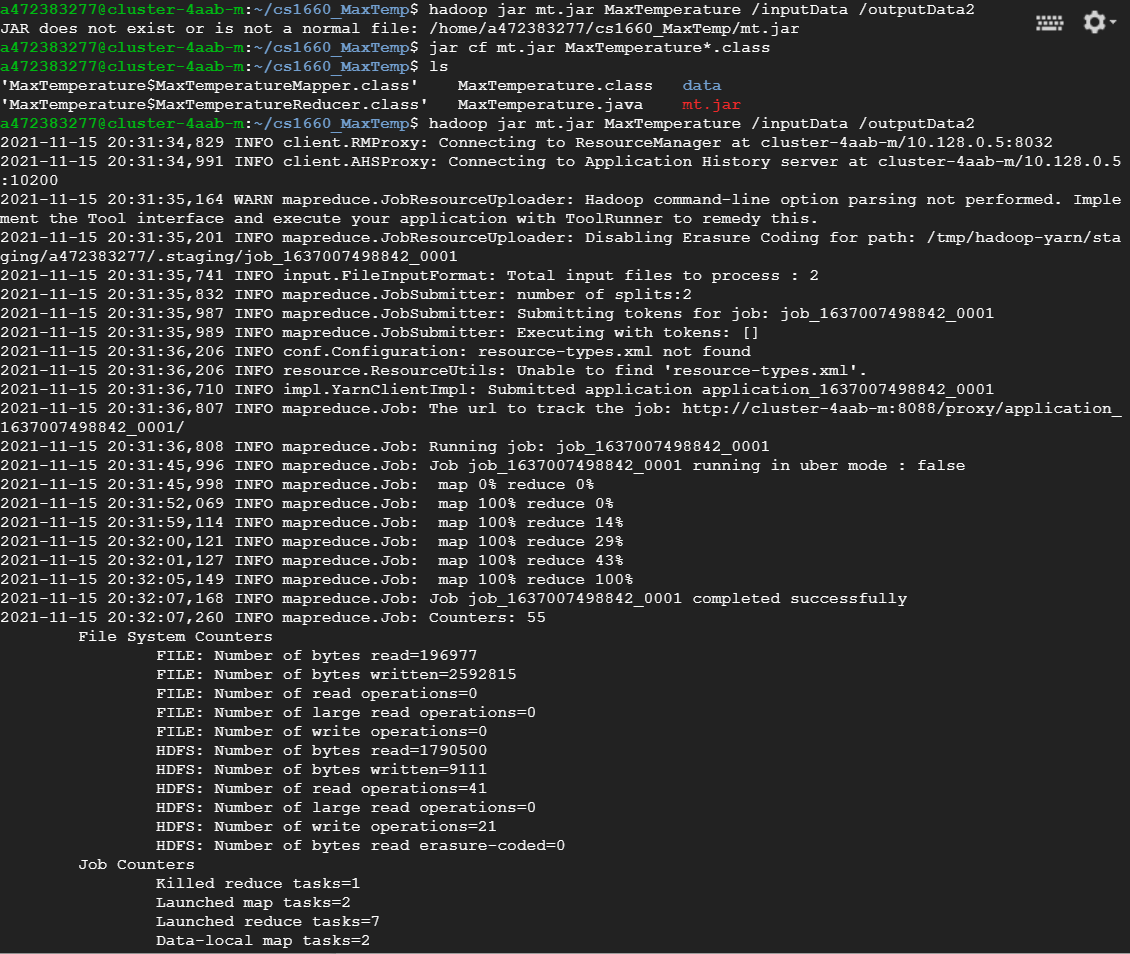 a472383277@cluster-4aab-m:~/cs1660_MaxTemp$ hadoop jar mt.jar MaxTemperature /inputData /outputData2
JAR does not exist or is not a normal file: /home/a472383277/cs1660_MaxTemp/mt.jar
a472383277@cluster-4aab-m:~/cs1660_MaxTemp$ jar cf mt.jar MaxTemperature*.class
a472383277@cluster-4aab-m:~/cs1660_MaxTemp$ ls
'MaxTemperature$MaxTemperatureMapper.class'    MaxTemperature.class   data
'MaxTemperature$MaxTemperatureReducer.class'   MaxTemperature.java    mt.jar
a472383277@cluster-4aab-m:~/cs1660_MaxTemp$ hadoop jar mt.jar MaxTemperature /inputData /outputData2
2021-11-15 20:31:34,829 INFO client.RMProxy: Connecting to ResourceManager at cluster-4aab-m/10.128.0.5:8032
2021-11-15 20:31:34,991 INFO client.AHSProxy: Connecting to Application History server at cluster-4aab-m/10.128.0.5
:10200
2021-11-15 20:31:35,164 WARN mapreduce.JobResourceUploader: Hadoop command-line option parsing not performed. Imple
ment the Tool interface and execute your application with ToolRunner to remedy this.
2021-11-15 20:31:35,201 INFO mapreduce.JobResourceUploader: Disabling Erasure Coding for path: /tmp/hadoop-yarn/sta
ging/a472383277/.staging/job_1637007498842_0001
2021-11-15 20:31:35,741 INFO input.FileInputFormat: Total input files to process : 2
2021-11-15 20:31:35,832 INFO mapreduce.JobSubmitter: number of splits:2
2021-11-15 20:31:35,987 INFO mapreduce.JobSubmitter: Submitting tokens for job: job_1637007498842_0001
2021-11-15 20:31:35,989 INFO mapreduce.JobSubmitter: Executing with tokens: []
2021-11-15 20:31:36,206 INFO conf.Configuration: resource-types.xml not found
2021-11-15 20:31:36,206 INFO resource.ResourceUtils: Unable to find 'resource-types.xml'.
2021-11-15 20:31:36,710 INFO impl.YarnClientImpl: Submitted application application_1637007498842_0001
2021-11-15 20:31:36,807 INFO mapreduce.Job: The url to track the job: http://cluster-4aab-m:8088/proxy/application_
1637007498842_0001/
2021-11-15 20:31:36,808 INFO mapreduce.Job: Running job: job_1637007498842_0001
2021-11-15 20:31:45,996 INFO mapreduce.Job: Job job_1637007498842_0001 running in uber mode : false
2021-11-15 20:31:45,998 INFO mapreduce.Job:  map 0% reduce 0%
2021-11-15 20:31:52,069 INFO mapreduce.Job:  map 100% reduce 0%
2021-11-15 20:31:59,114 INFO mapreduce.Job:  map 100% reduce 14%
2021-11-15 20:32:00,121 INFO mapreduce.Job:  map 100% reduce 29%
2021-11-15 20:32:01,127 INFO mapreduce.Job:  map 100% reduce 43%
2021-11-15 20:32:05,149 INFO mapreduce.Job:  map 100% reduce 100%
2021-11-15 20:32:07,168 INFO mapreduce.Job: Job job_1637007498842_0001 completed successfully
2021-11-15 20:32:07,260 INFO mapreduce.Job: Counters: 55
File System Counters
FILE: Number of bytes read=196977
FILE: Number of bytes written=2592815
FILE: Number of read operations=0
FILE: Number of large read operations=0
FILE: Number of write operations=0
HDFS: Number of bytes read=1790500
HDFS: Number of bytes written=9111
HDFS: Number of read operations=41
HDFS: Number of large read operations=0
HDFS: Number of write operations=21
HDFS: Number of bytes read erasure-coded=0
Job Counters
Killed reduce tasks=1
Launched map tasks=2
Launched reduce tasks=7
Data-local map tasks=2